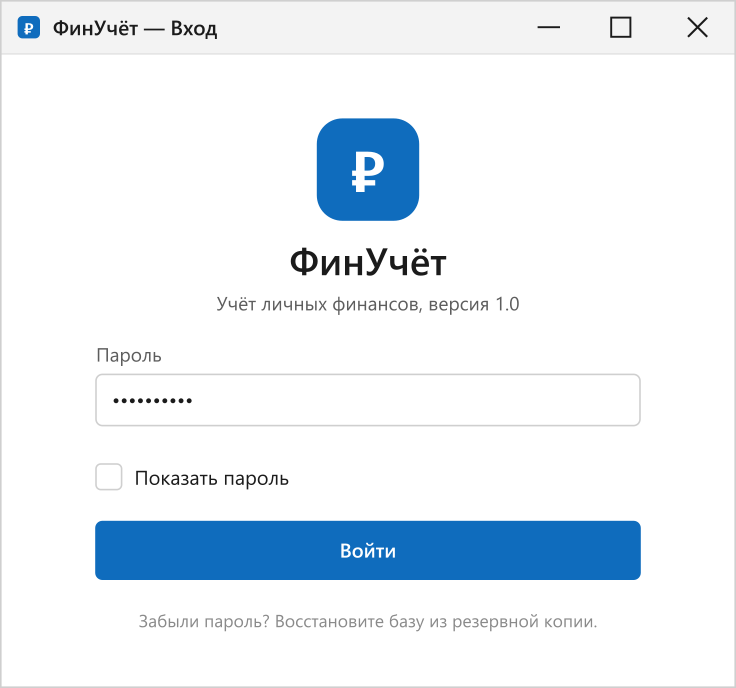 ₽ ФинУчёт — Вход
₽
ФинУчёт
Учёт личных финансов, версия 1.0
Пароль
••••••••••
Показать пароль
Войти
Забыли пароль? Восстановите базу из резервной копии.